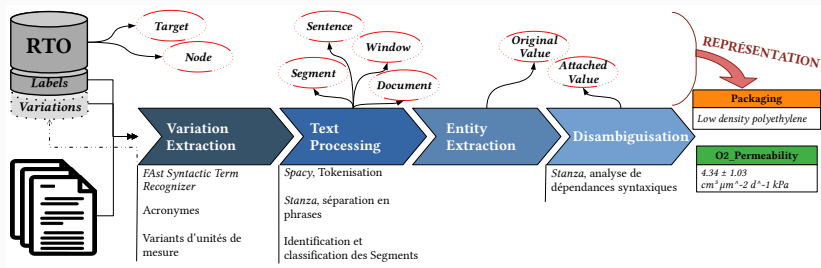 RTO
Labels
Variations
Target
Node
Sentence
Window
Segment
Document
Original
Value
Attached
Value
REPRÉSENTATION
Variation
Extraction
Text
Processing
Entity
Extraction
Disambiguisation
FAst Syntactic Term
Recognizer
Acronymes
Variants d'unités de
mesure
Spacy, Tokenisation
Stanza, séparation en
phrases
Identification et
classification des Segments
Stanza, analyse de
dépendances syntaxiques
Packaging
Low density polyethylene
O2_Permeability
4.34 ± 1.03
cm³ µm^-2 d^-1 kPa